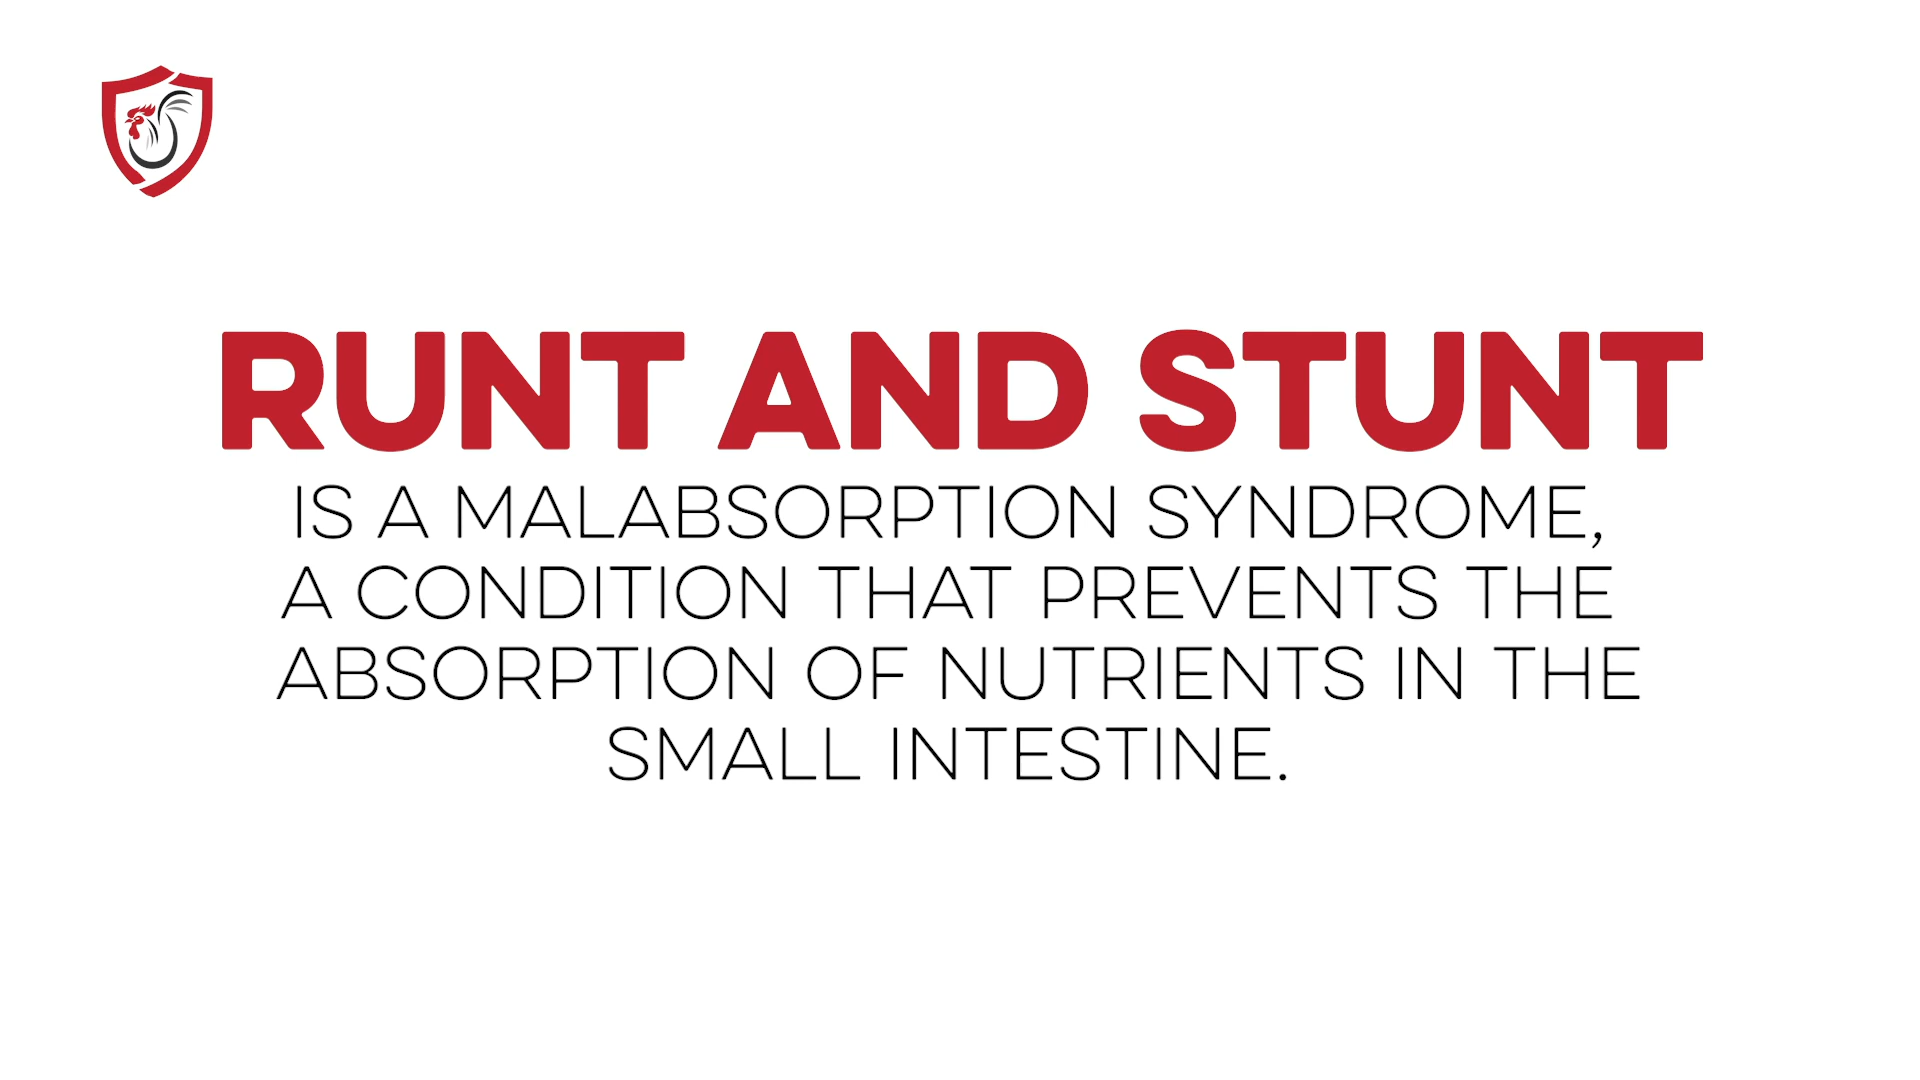 RUNT AND STUNT
IS A MALABSORPTION SYNDROME,
A CONDITION THAT PREVENTS THE
ABSORPTION OF NUTRIENTS IN THE
SMALL INTESTINE.